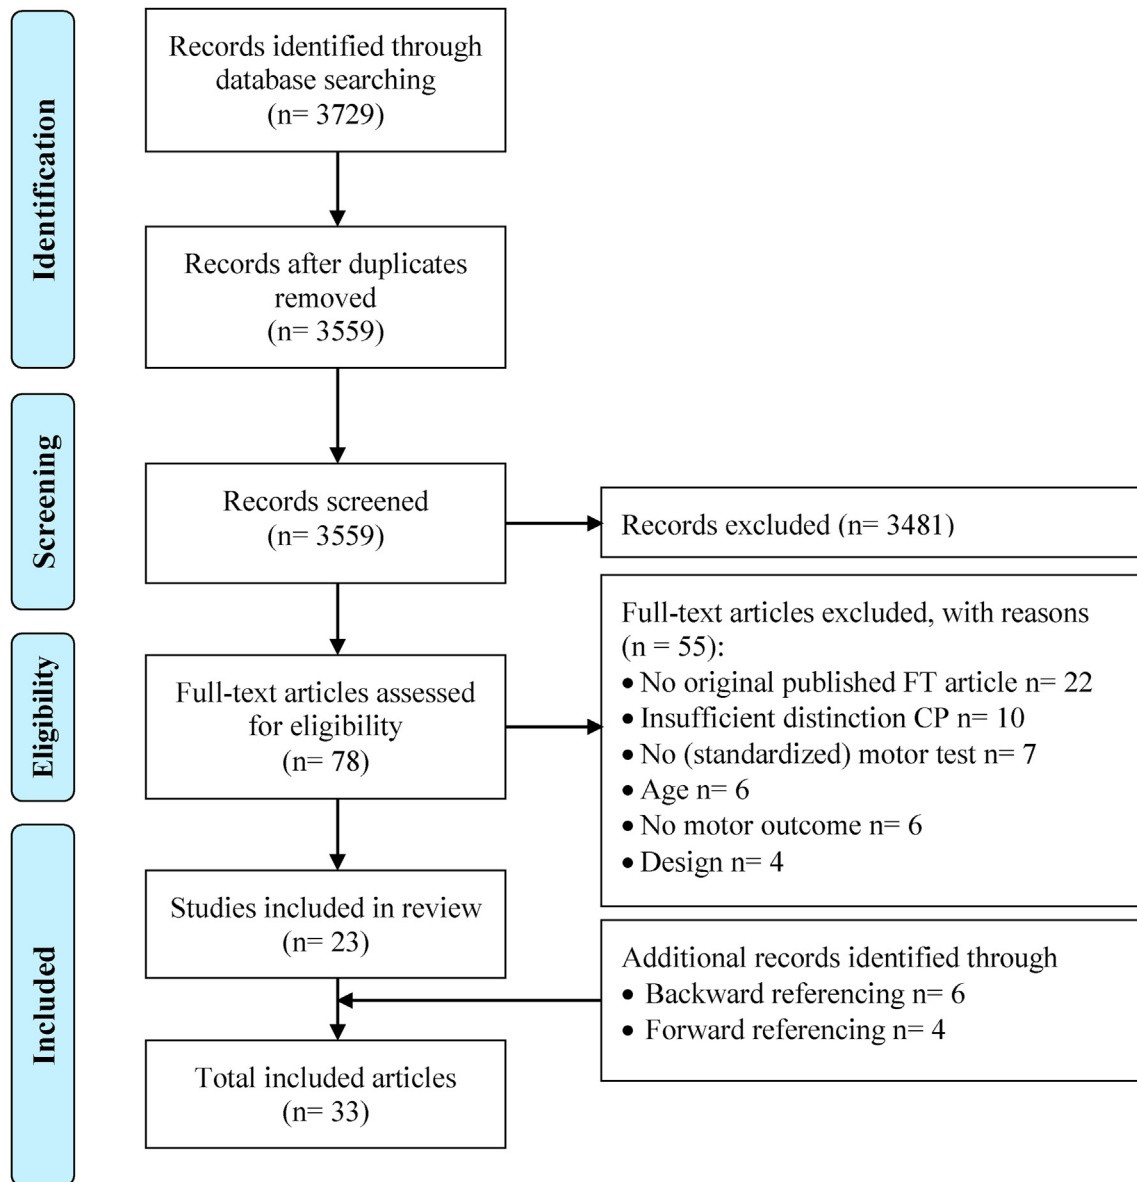 Identification
Records identified through
database searching
(n= 3729)
Records after duplicates
removed
(n= 3559)
Screening
Records screened
(n= 3559)
Records excluded (n= 3481)
Eligibility
Full-text articles assessed
for eligibility
(n= 78)
Full-text articles excluded, with reasons
(n = 55):
• No original published FT article n= 22
• Insufficient distinction CP n= 10
• No (standardized) motor test n= 7
• Age n= 6
• No motor outcome n= 6
• Design n= 4
Included
Studies included in review
(n= 23)
Additional records identified through
• Backward referencing n= 6
• Forward referencing n= 4
Total included articles
(n= 33)